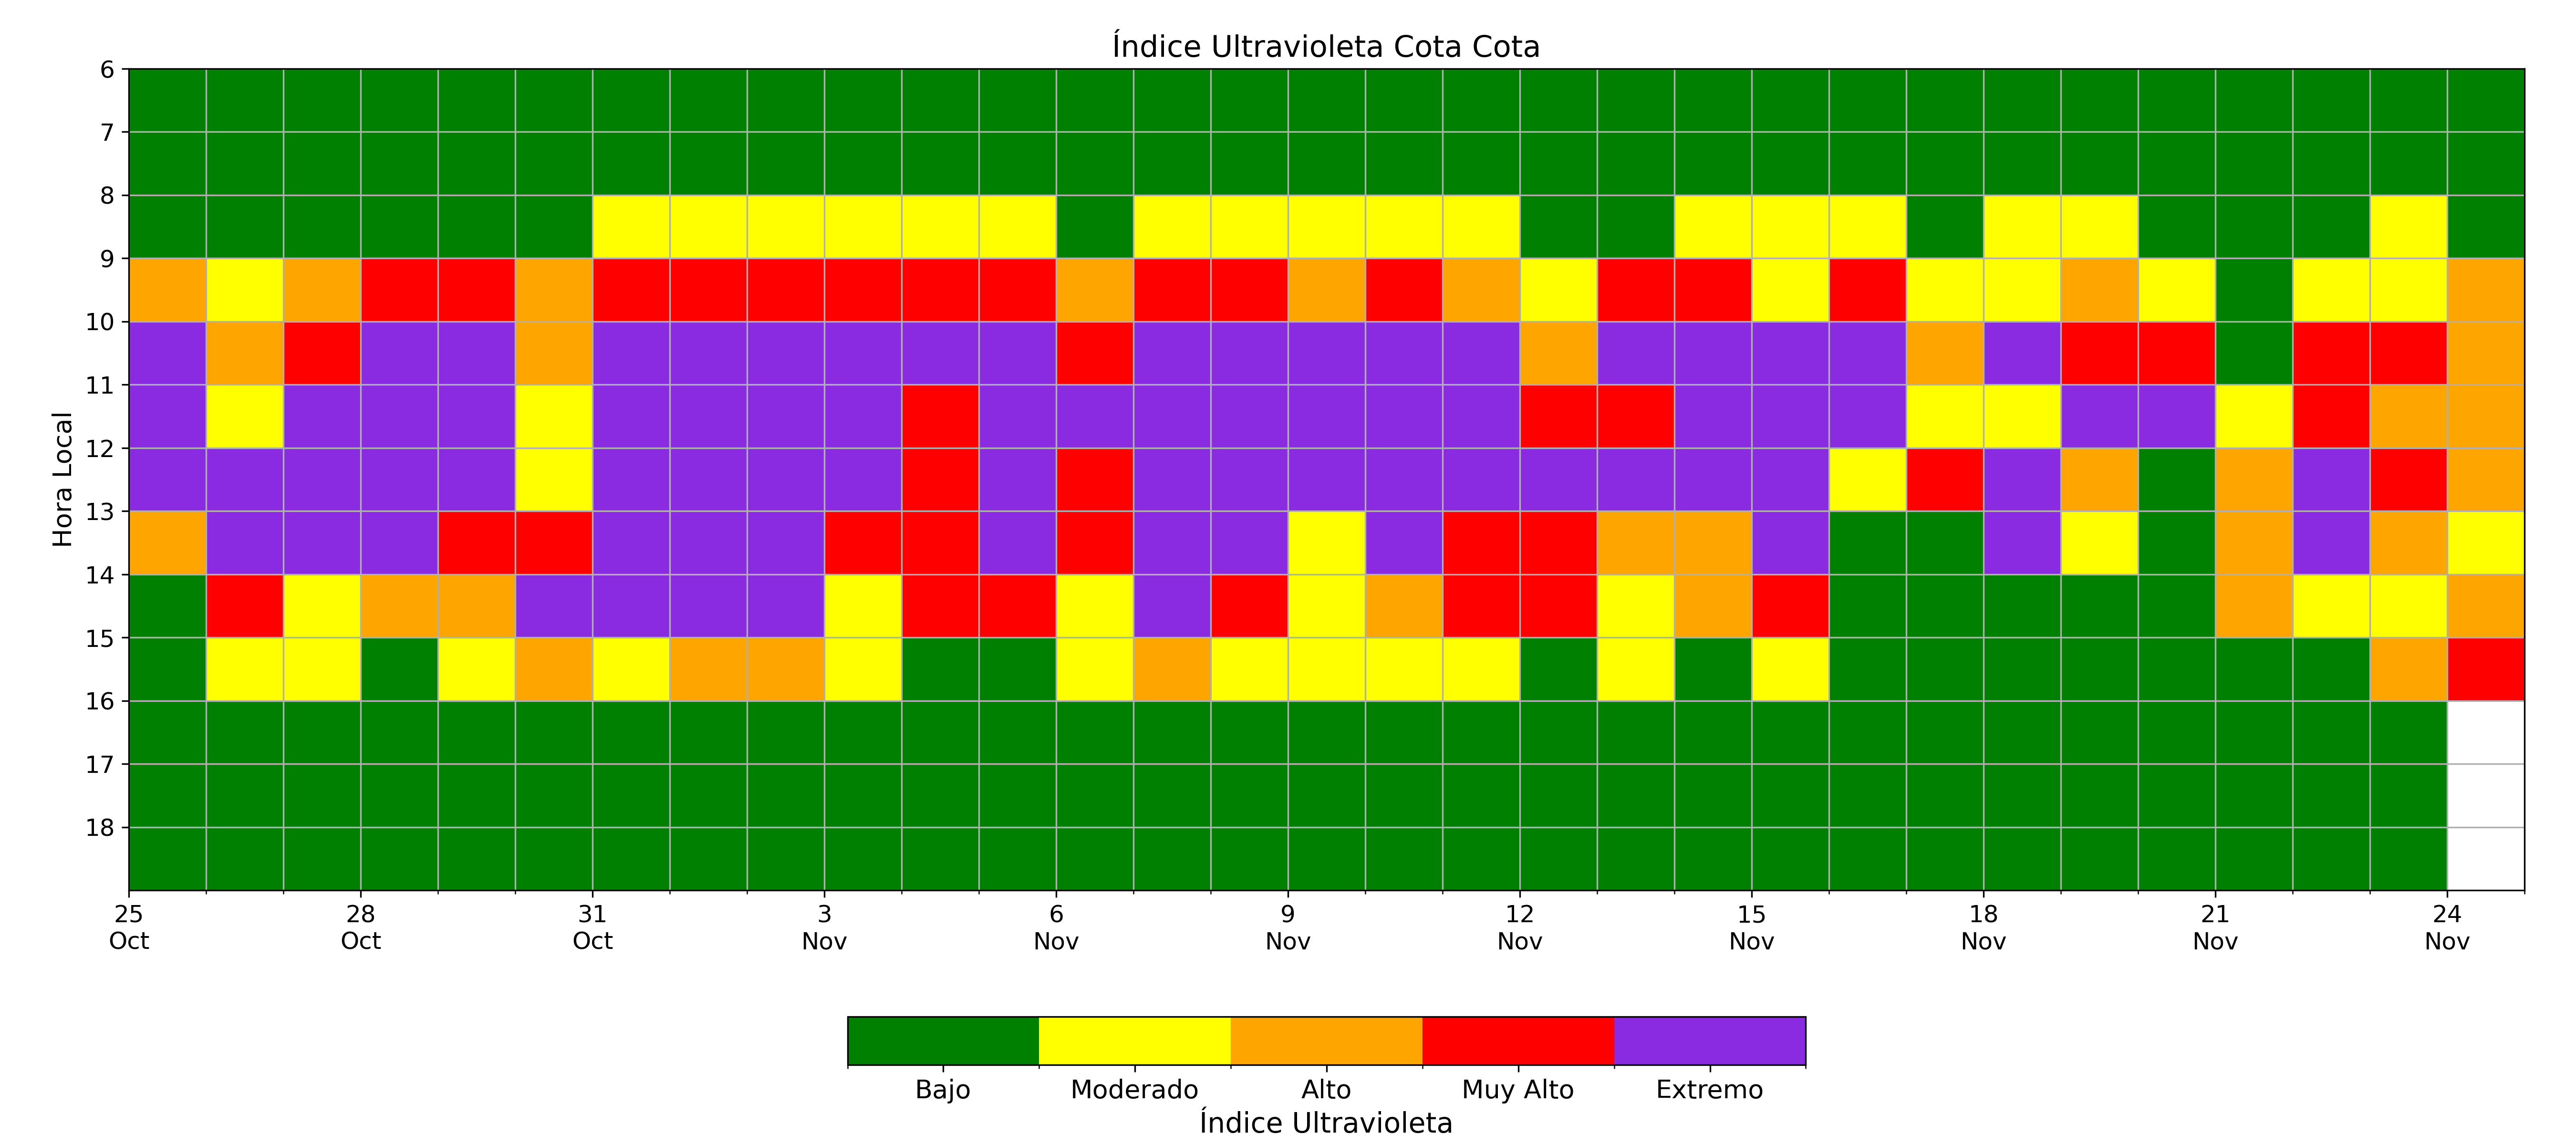 Índice Ultravioleta Cota Cota
Hora Local
6
7
8
9
10
11
12
13
14
15
16
17
18
25 28 31 3 6 9 12 15 18 21 24
Oct Oct Oct Nov Nov Nov Nov Nov Nov Nov Nov
Bajo Moderado Alto Muy Alto Extremo
Índice Ultravioleta